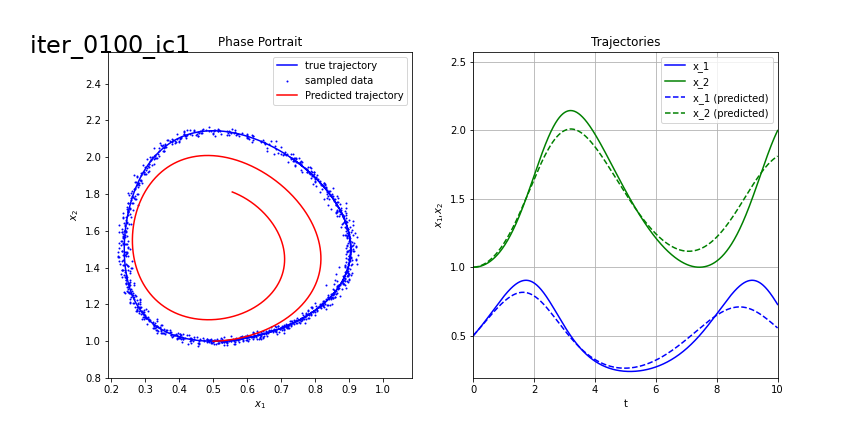 iter_0100_ic1
Phase Portrait
true trajectory
sampled data
Predicted trajectory
2.4
2.2
2.0
1.8
1.6
1.4
1.2
1.0
0.8
x₂
0.2 0.3 0.4 0.5 0.6 0.7 0.8 0.9 1.0
x₁
Trajectories
x_1
x_2
x_1 (predicted)
x_2 (predicted)
2.5
2.0
1.5
1.0
0.5
x₁,x₂
0 2 4 6 8 10
t